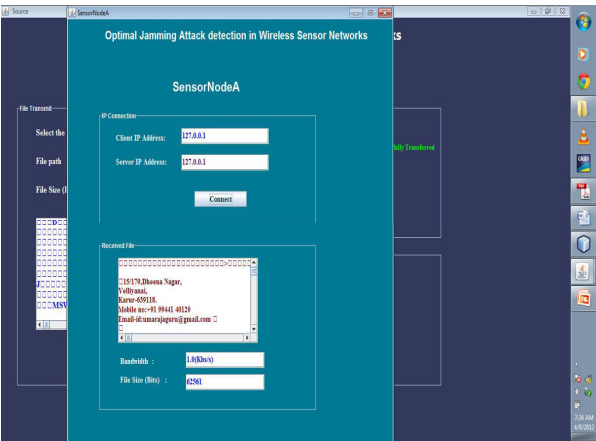 Source
SensorNodeA
Optimal Jamming Attack detection in Wireless Sensor Networks
ks
SensorNodeA
File Transmit
IP Connection
Select the
Client IP Address:
127.0.0.1
Server IP Address:
127.0.0.1
File path
Transferred
File Size (
Connect
Received File
15/179,Dheena Nagar,
Velliyanai,
Karur-639118.
Mobile no:-+91 99441 40120
Email-id:umarajaguru@gmail.com
D
J
MSW
Bandwidth :
1.0(Kbs/s)
File Size (Bits) :
62561
7:34 AM
4/9/2012